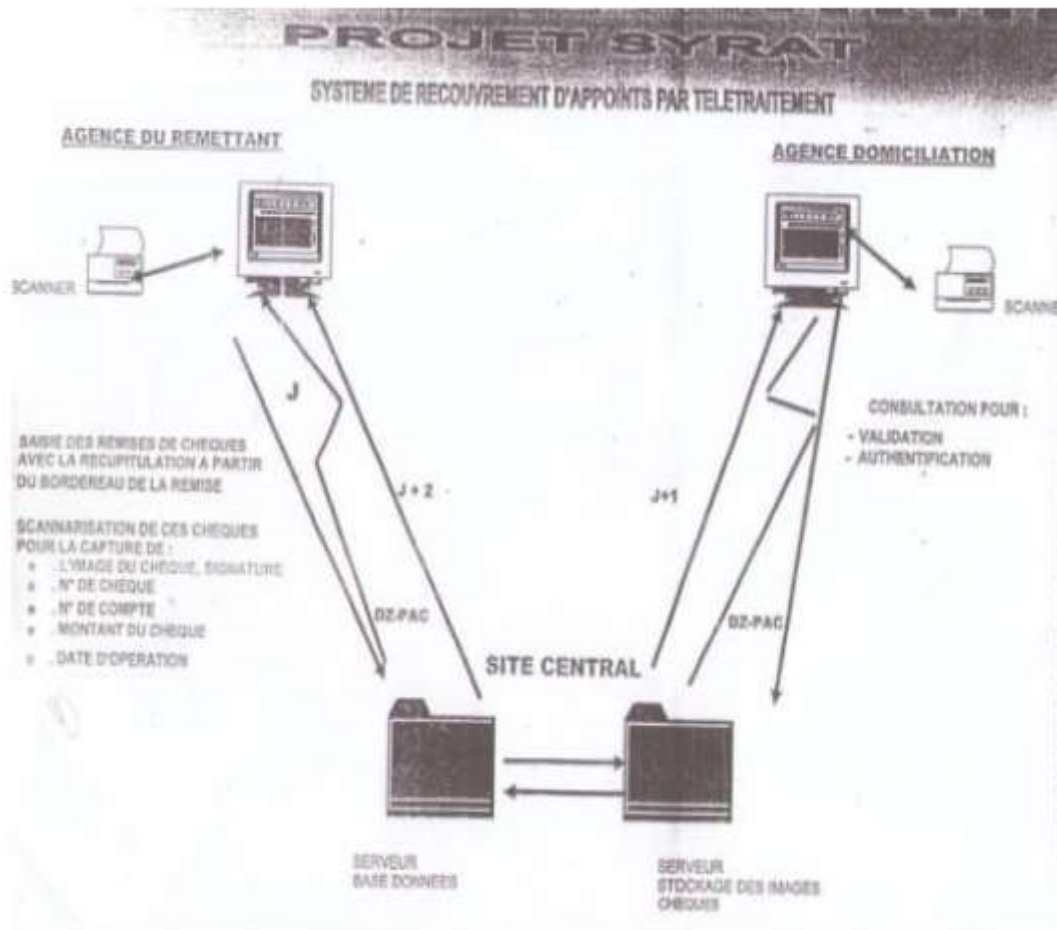 PROJET SYRAT
SYSTEME DE RECOUVREMENT D'APPOINTS PAR TELETRAITEMENT
AGENCE DU REMETTANT
AGENCE DOMICILIATION
SCANNER
SCANNE
J
CONSULTATION POUR :
- VALIDATION
- AUTHENTIFICATION
SAISIE DES REMISES DE CHEQUES
AVEC LA RECUPITULATION A PARTIR
DU BORDEREAU DE LA REMISE
J + 2
J+1
SCANNARISATION DE CES CHEQUES
POUR LA CAPTURE DE :
. L'IMAGE DU CHEQUE, SIGNATURE
. N° DE CHEQUE
. N° DE COMPTE
. MONTANT DU CHEQUE
. DATE D'OPERATION
DZ-PAC
DZ-PAC
SITE CENTRAL
SERVEUR
BASE DONNEES
SERVEUR
STOCKAGE DES IMAGES
CHEQUES